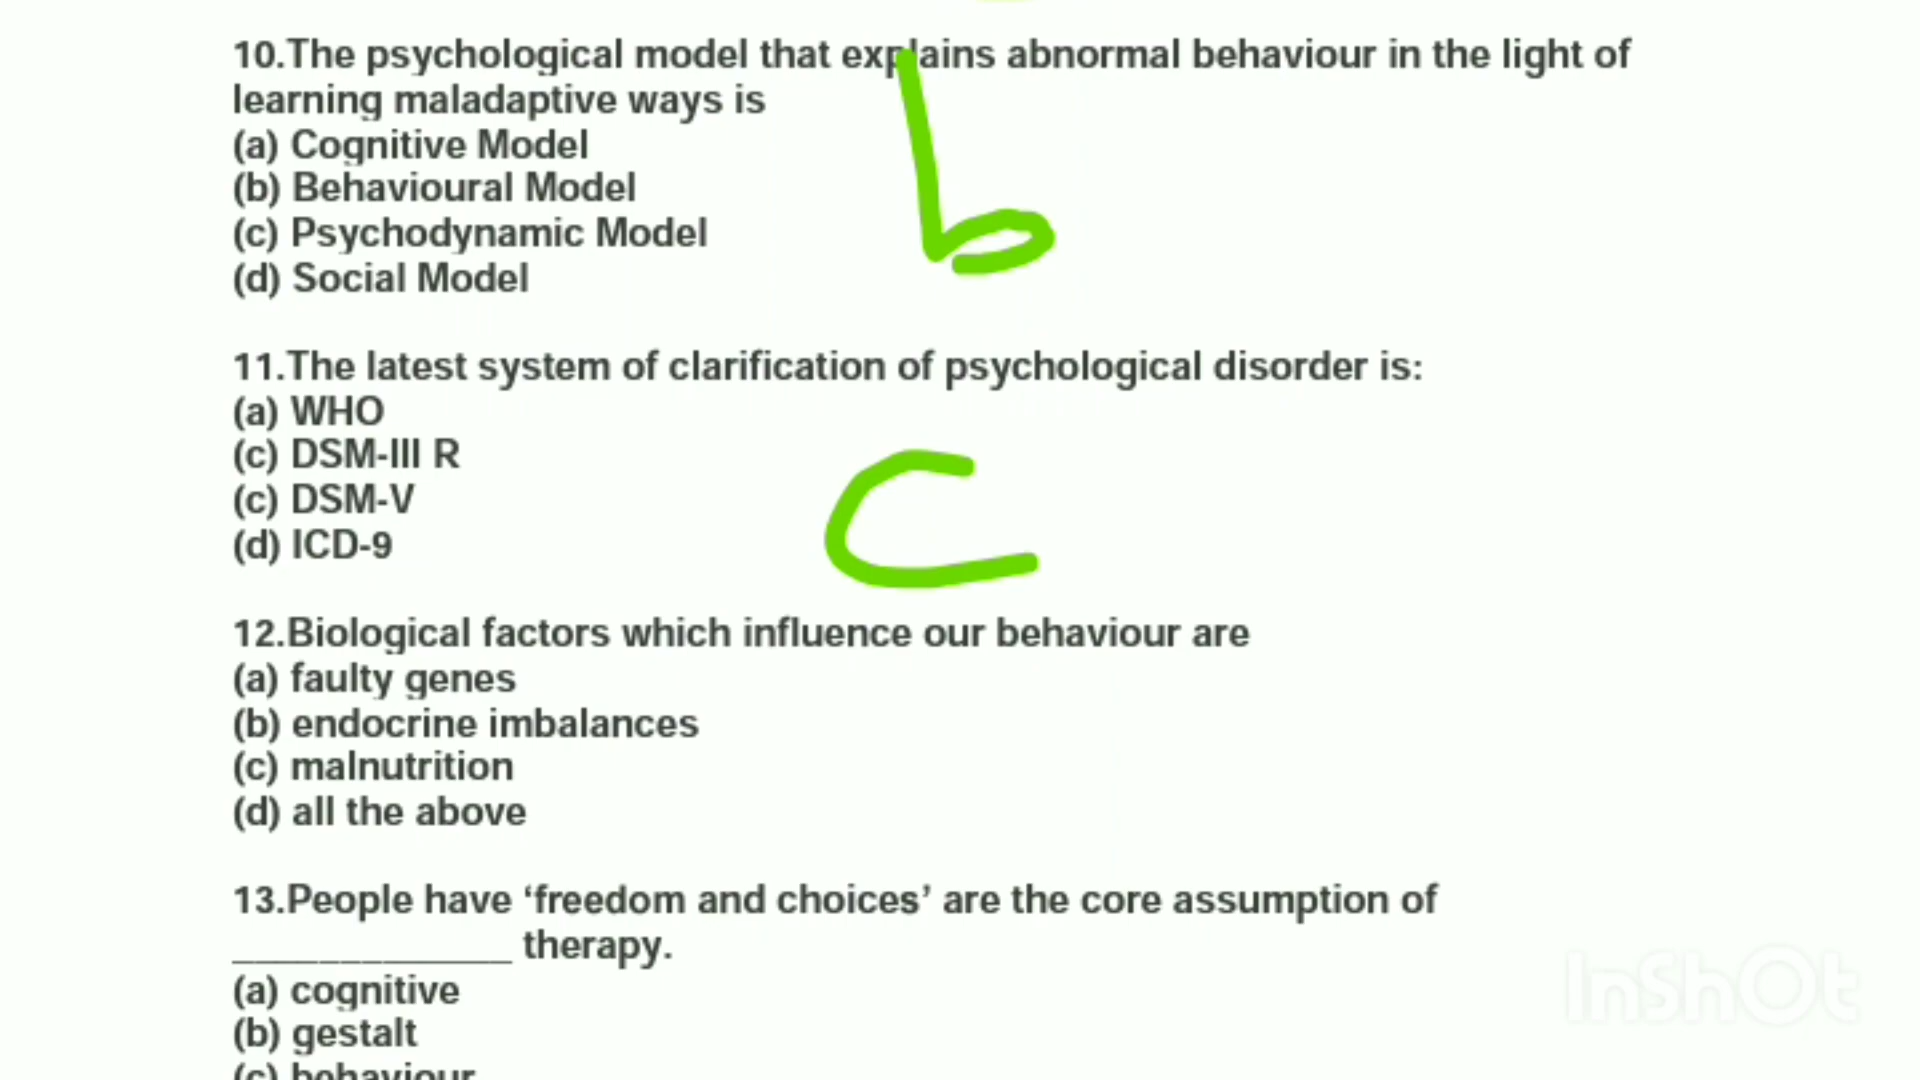 10.The psychological model that explains abnormal behaviour in the light of
learning maladaptive ways is
(a) Cognitive Model
(b) Behavioural Model
(c) Psychodynamic Model
(d) Social Model
b
11.The latest system of clarification of psychological disorder is:
(a) WHO
(c) DSM-III R
(c) DSM-V
(d) ICD-9
c
12.Biological factors which influence our behaviour are
(a) faulty genes
(b) endocrine imbalances
(c) malnutrition
(d) all the above
13.People have ‘freedom and choices’ are the core assumption of
_____________ therapy.
(a) cognitive
(b) gestalt
(c) behaviour
InShOt